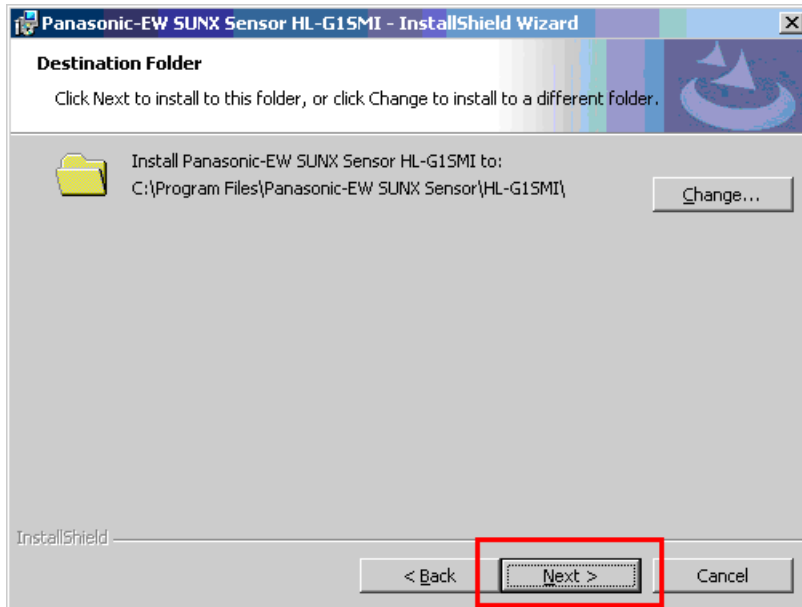 Panasonic-EW SUNX Sensor HL-G1SMI - InstallShield Wizard
Destination Folder
Click Next to install to this folder, or click Change to install to a different folder.
Install Panasonic-EW SUNX Sensor HL-G1SMI to:
C:\Program Files\Panasonic-EW SUNX Sensor\HL-G1SMI\
Change...
InstallShield
< Back
Next >
Cancel